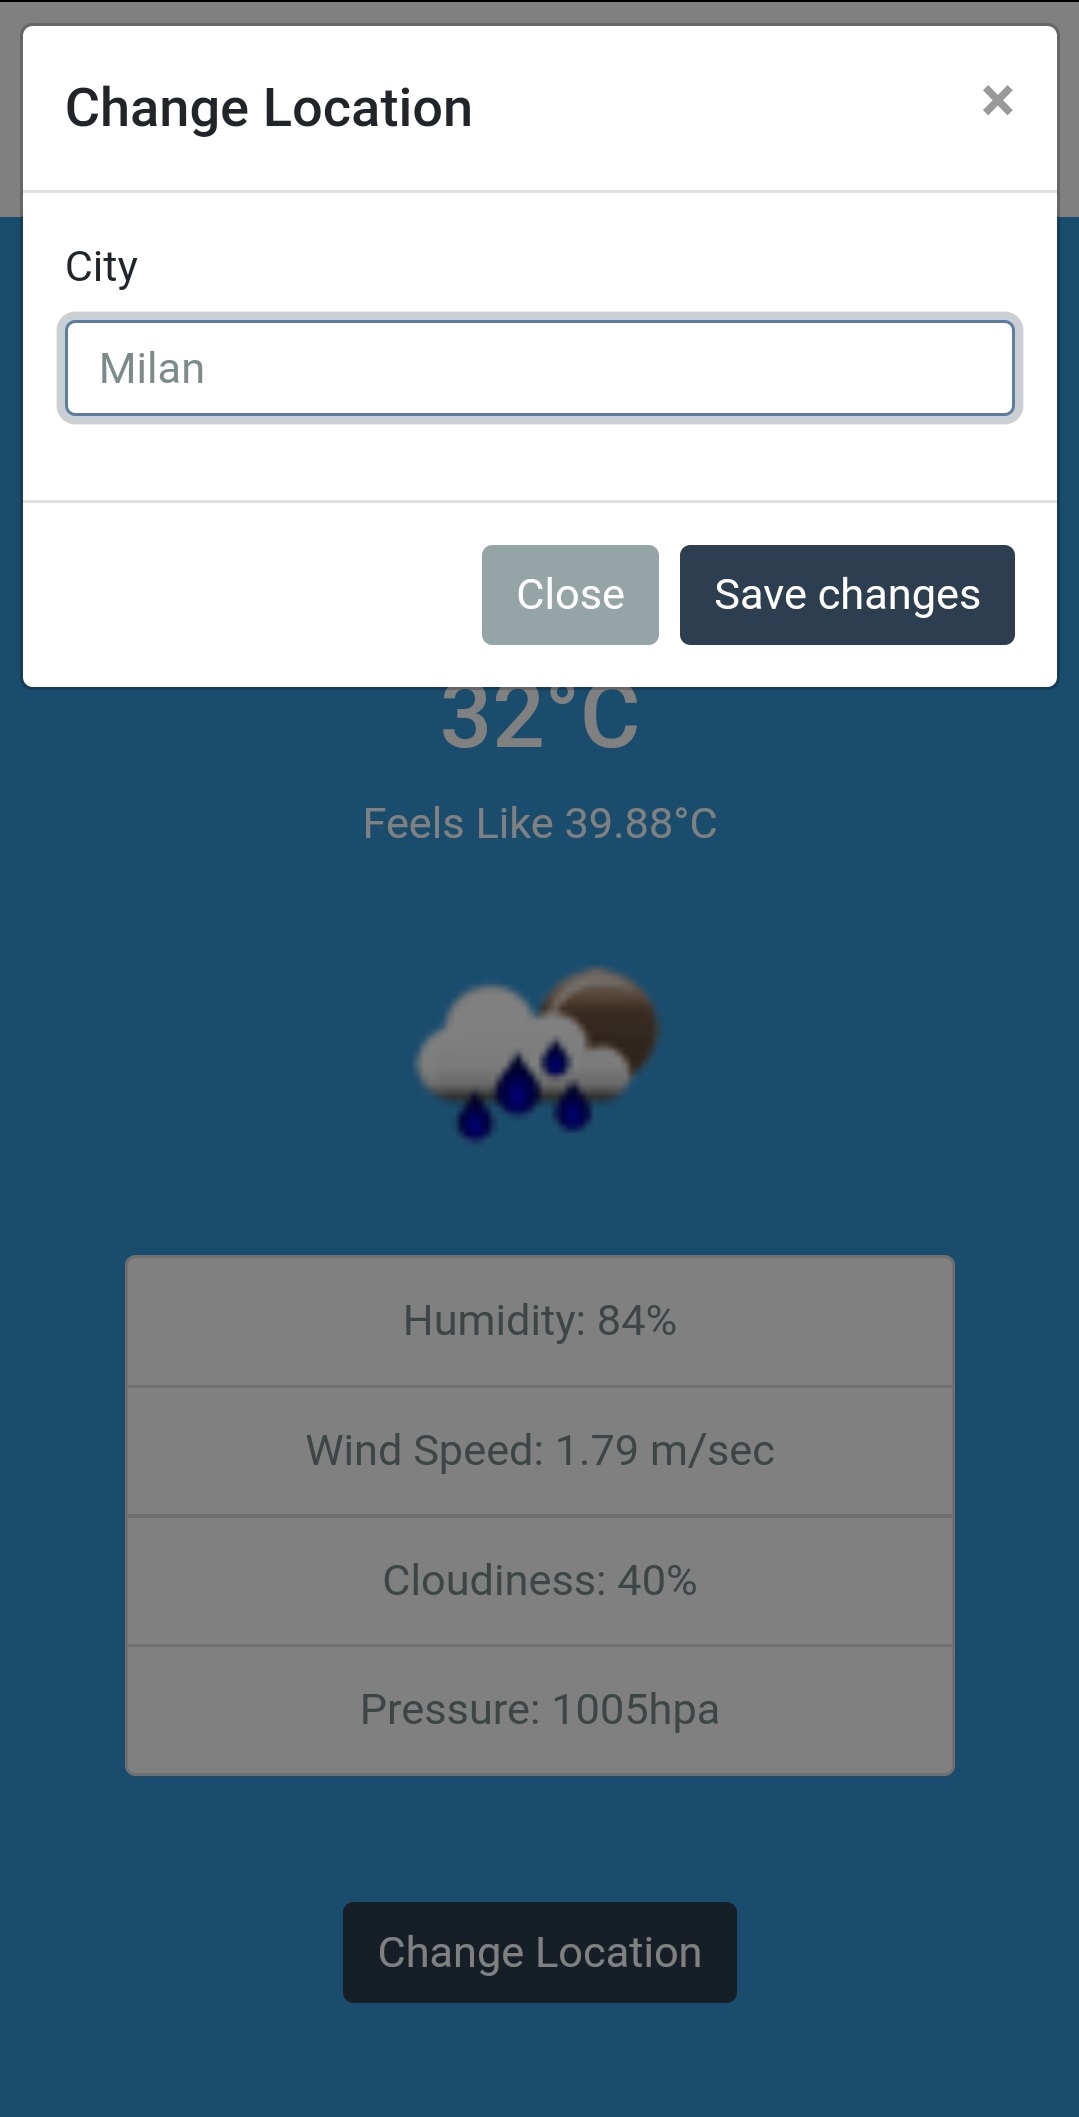 Change Location
×
City
Milan
Close Save changes
32°C
Feels Like 39.88°C
Humidity: 84%
Wind Speed: 1.79 m/sec
Cloudiness: 40%
Pressure: 1005hpa
Change Location